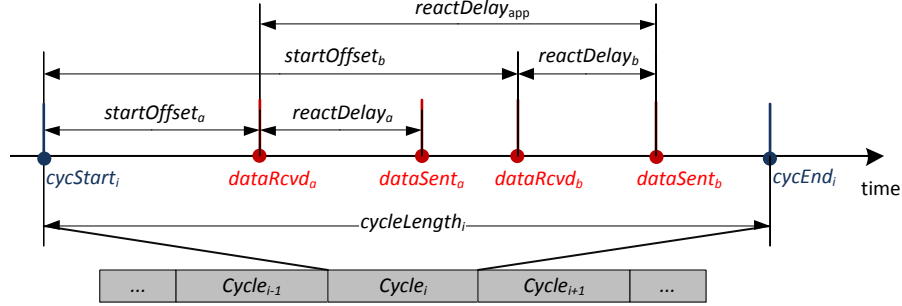 reactDelay_app
startOffset_b reactDelay_b
startOffset_a reactDelay_a
cycStart_i dataRcvd_a dataSent_a dataRcvd_b dataSent_b cycEnd_i time
cycleLength_i
... Cycle_i-1 Cycle_i Cycle_i+1 ...